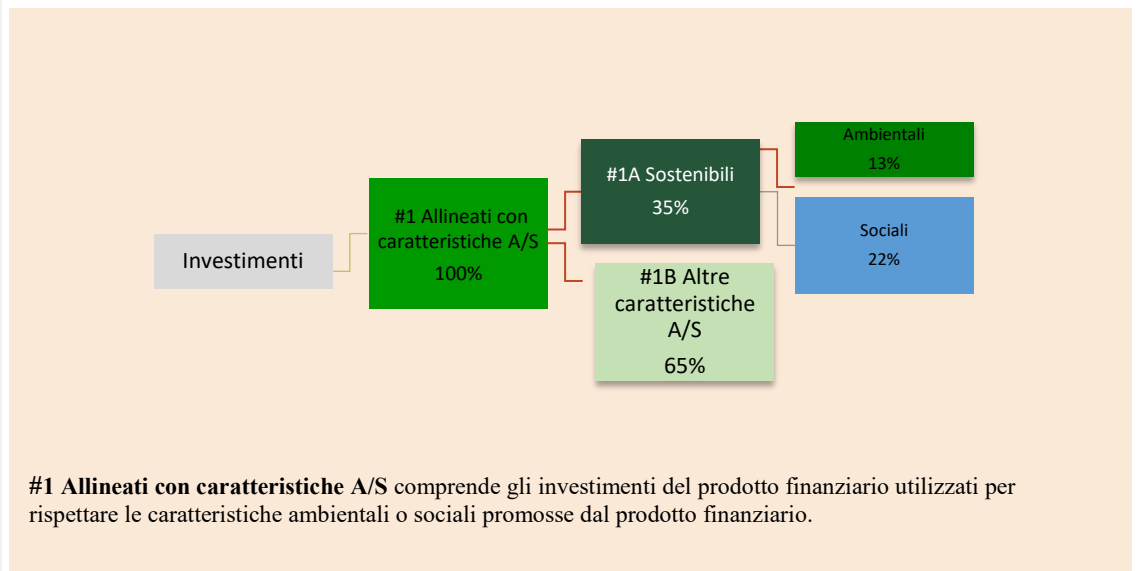 Investimenti
#1 Allineati con
caratteristiche A/S
100%
#1A Sostenibili
35%
#1B Altre
caratteristiche
A/S
65%
Ambientali
13%
Sociali
22%
#1 Allineati con caratteristiche A/S comprende gli investimenti del prodotto finanziario utilizzati per
rispettare le caratteristiche ambientali o sociali promosse dal prodotto finanziario.